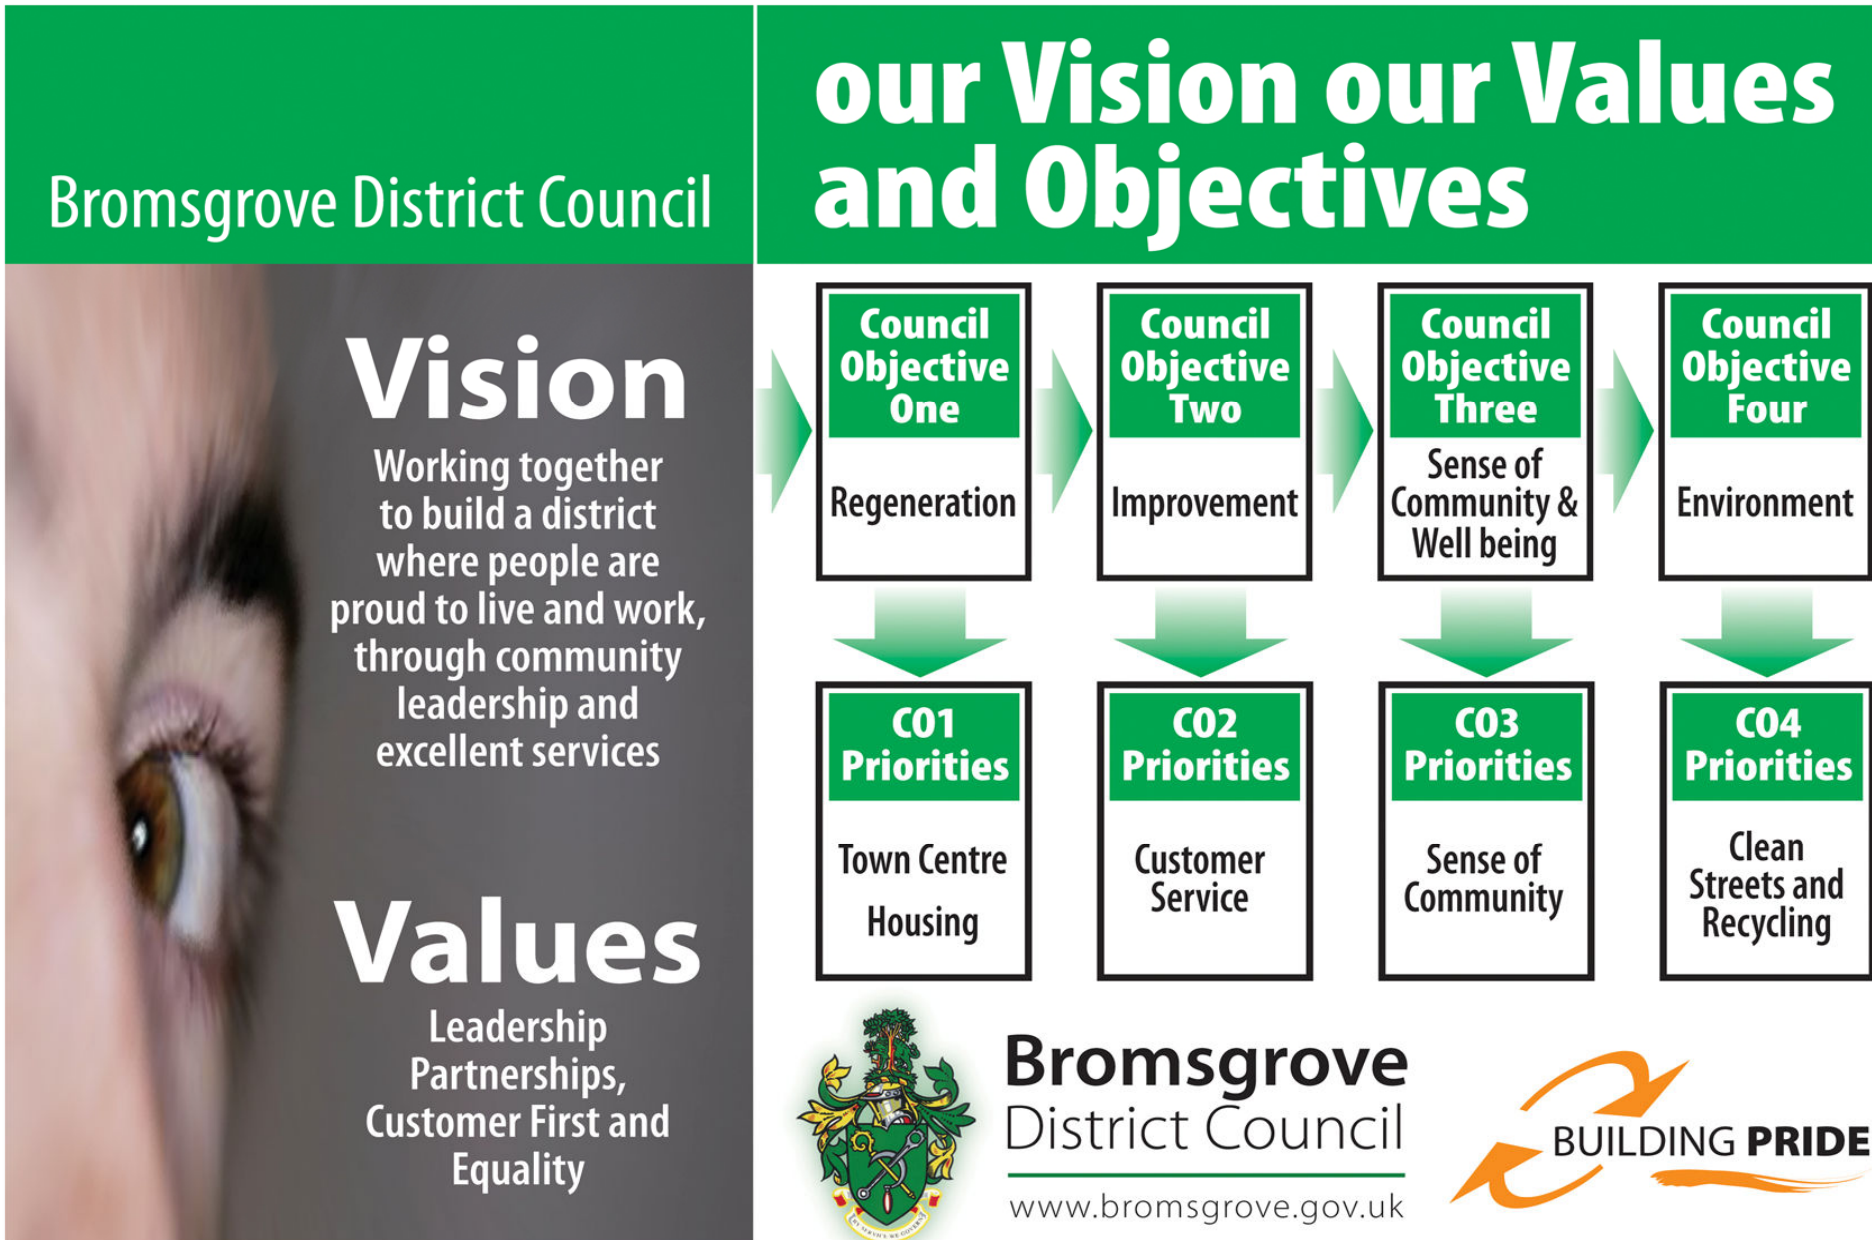 Bromsgrove District Council
our Vision our Values
and Objectives
Vision
Working together
to build a district
where people are
proud to live and work,
through community
leadership and
excellent services
Values
Leadership
Partnerships,
Customer First and
Equality
Council
Objective
One
Regeneration
Council
Objective
Two
Improvement
Council
Objective
Three
Sense of
Community &
Well being
Council
Objective
Four
Environment
CO1
Priorities
Town Centre
Housing
CO2
Priorities
Customer
Service
CO3
Priorities
Sense of
Community
CO4
Priorities
Clean
Streets and
Recycling
Bromsgrove
District Council
www.bromsgrove.gov.uk
BUILDING PRIDE